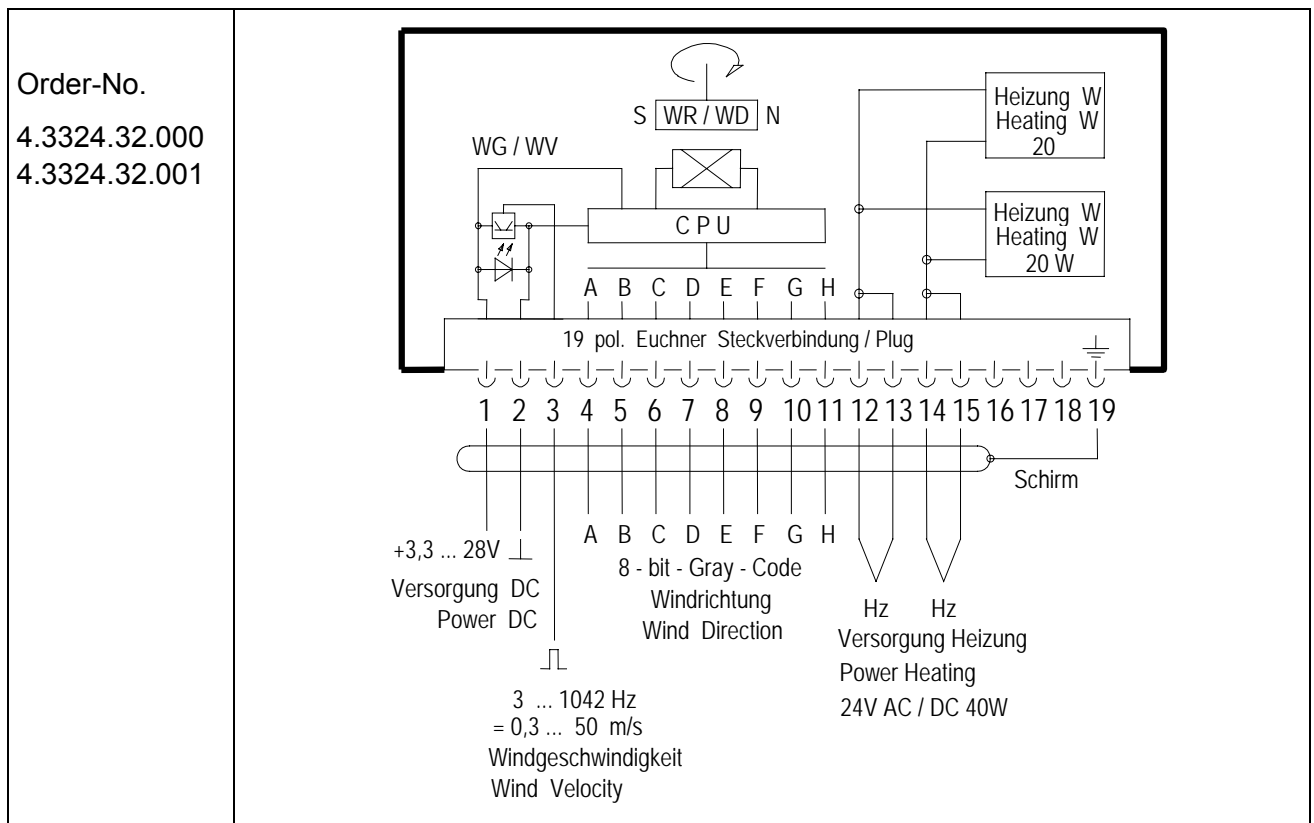 Order-No.
4.3324.32.000
4.3324.32.001
S WR / WD N
WG / WV
C P U
Heizung W
Heating W
20
Heizung W
Heating W
20 W
A B C D E F G H
19 pol. Euchner Steckverbindung / Plug
1 2 3 4 5 6 7 8 9 10 11 12 13 14 15 16 17 18 19
Schirm
A B C D E F G H
8 - bit - Gray - Code
Windrichtung
Wind Direction
+3,3 ... 28V
Versorgung DC
Power DC
3 ... 1042 Hz
= 0,3 ... 50 m/s
Windgeschwindigkeit
Wind Velocity
Hz Hz
Versorgung Heizung
Power Heating
24V AC / DC 40W